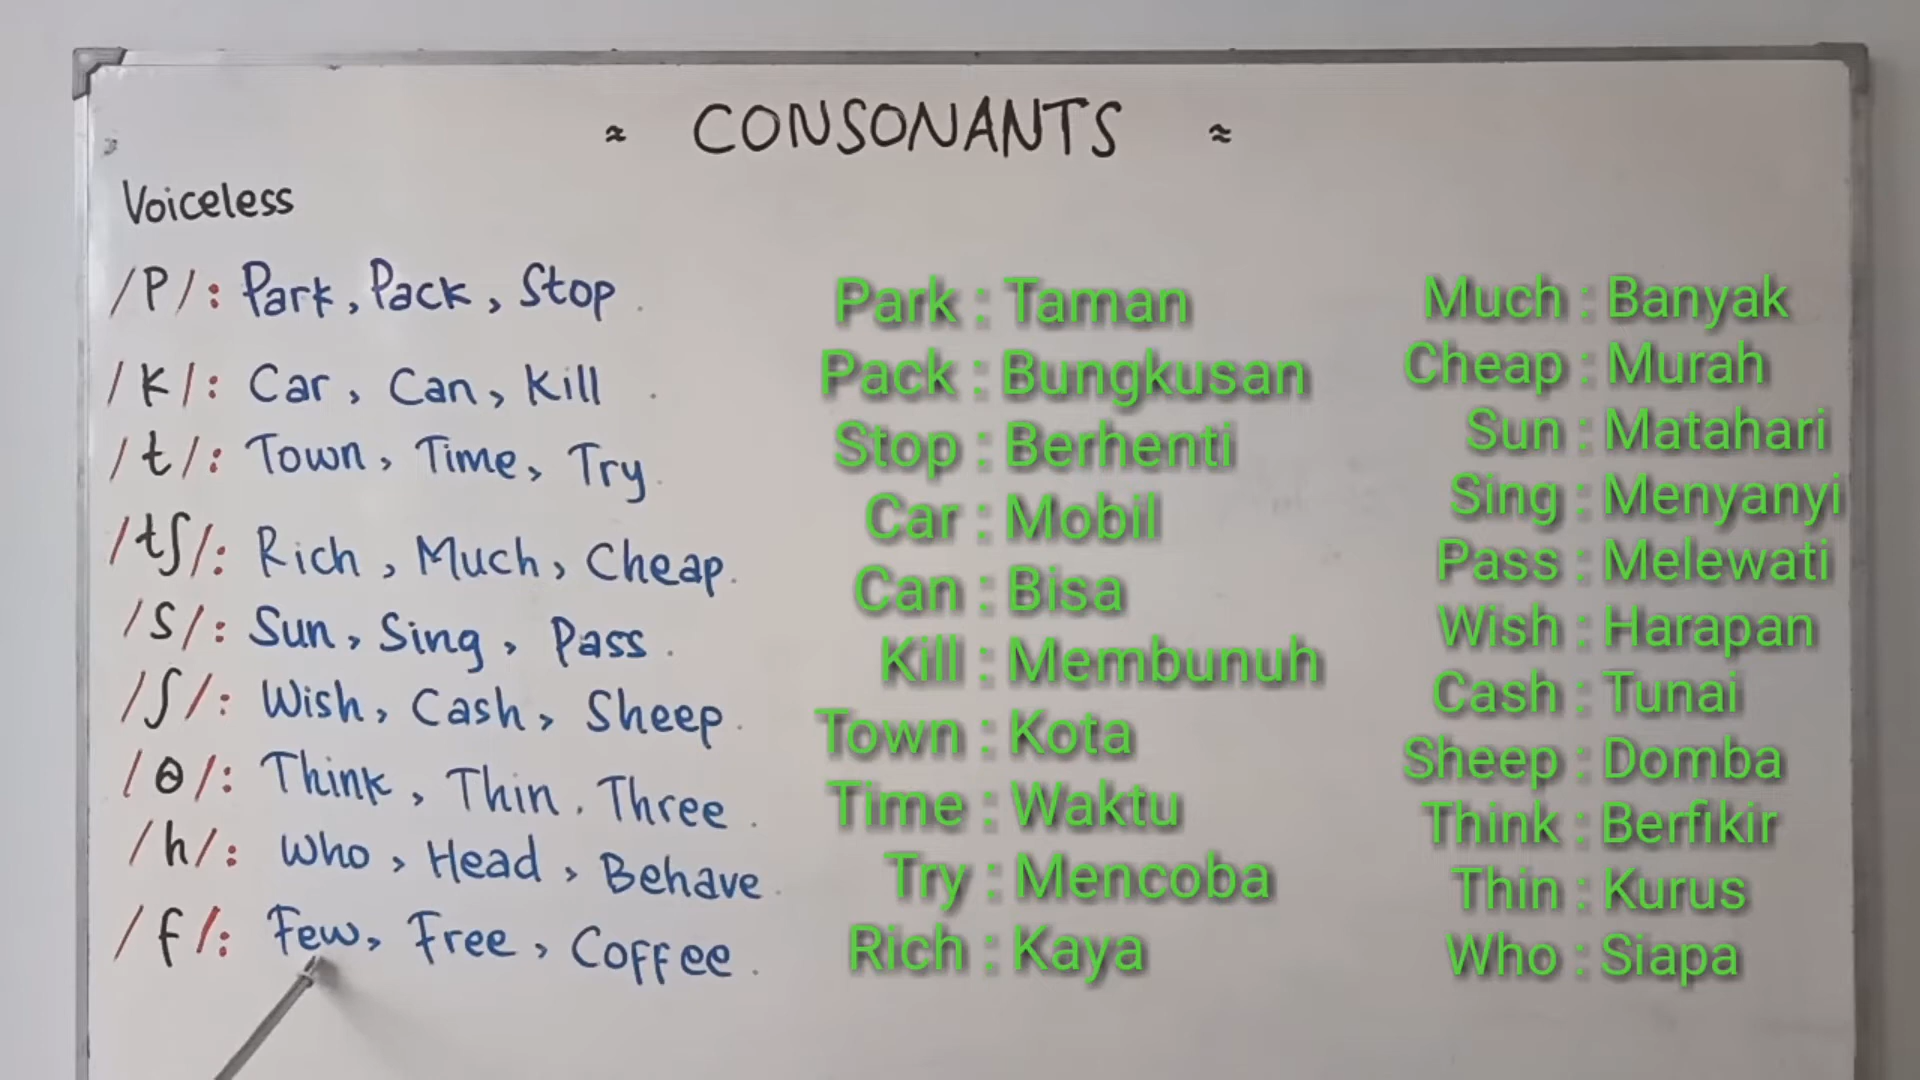 ≈ CONSONANTS ≈
Voiceless
/P/: Park, Pack, Stop.
/k/: Car, Can, Kill.
/t/: Town, Time, Try.
/tʃ/: Rich, Much, Cheap.
/s/: Sun, Sing, Pass.
/ʃ/: Wish, Cash, Sheep.
/θ/: Think, Thin, Three.
/h/: Who, Head, Behave.
/f/: Few, Free, Coffee.
Park : Taman
Pack : Bungkusan
Stop : Berhenti
Car : Mobil
Can : Bisa
Kill : Membunuh
Town : Kota
Time : Waktu
Try : Mencoba
Rich : Kaya
Much : Banyak
Cheap : Murah
Sun : Matahari
Sing : Menyanyi
Pass : Melewati
Wish : Harapan
Cash : Tunai
Sheep : Domba
Think : Berfikir
Thin : Kurus
Who : Siapa